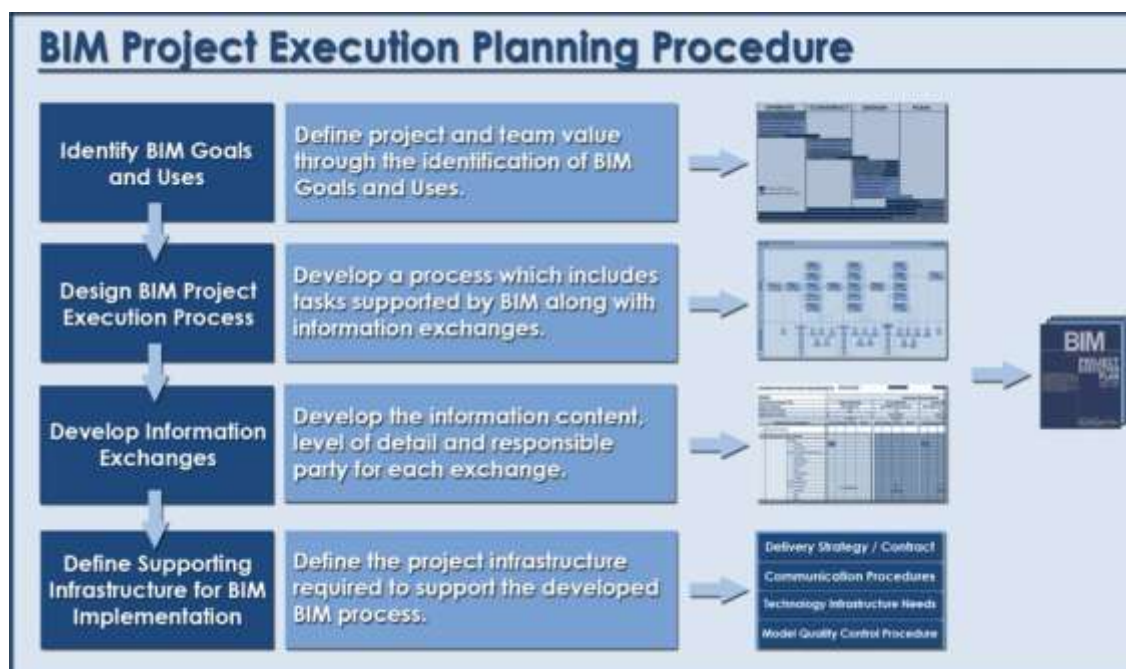 BIM Project Execution Planning Procedure
Identify BIM Goals
and Uses
Define project and team value
through the identification of BIM
Goals and Uses.
Design BIM Project
Execution Process
Develop a process which includes
tasks supported by BIM along with
information exchanges.
Develop Information
Exchanges
Develop the information content,
level of detail and responsible
party for each exchange.
Define Supporting
Infrastructure for BIM
Implementation
Define the project infrastructure
required to support the developed
BIM process.
Delivery Strategy / Contract
Communication Procedures
Technology Infrastructure Needs
Model Quality Control Procedure
BIM
PROJECT
EXECUTION
PLAN